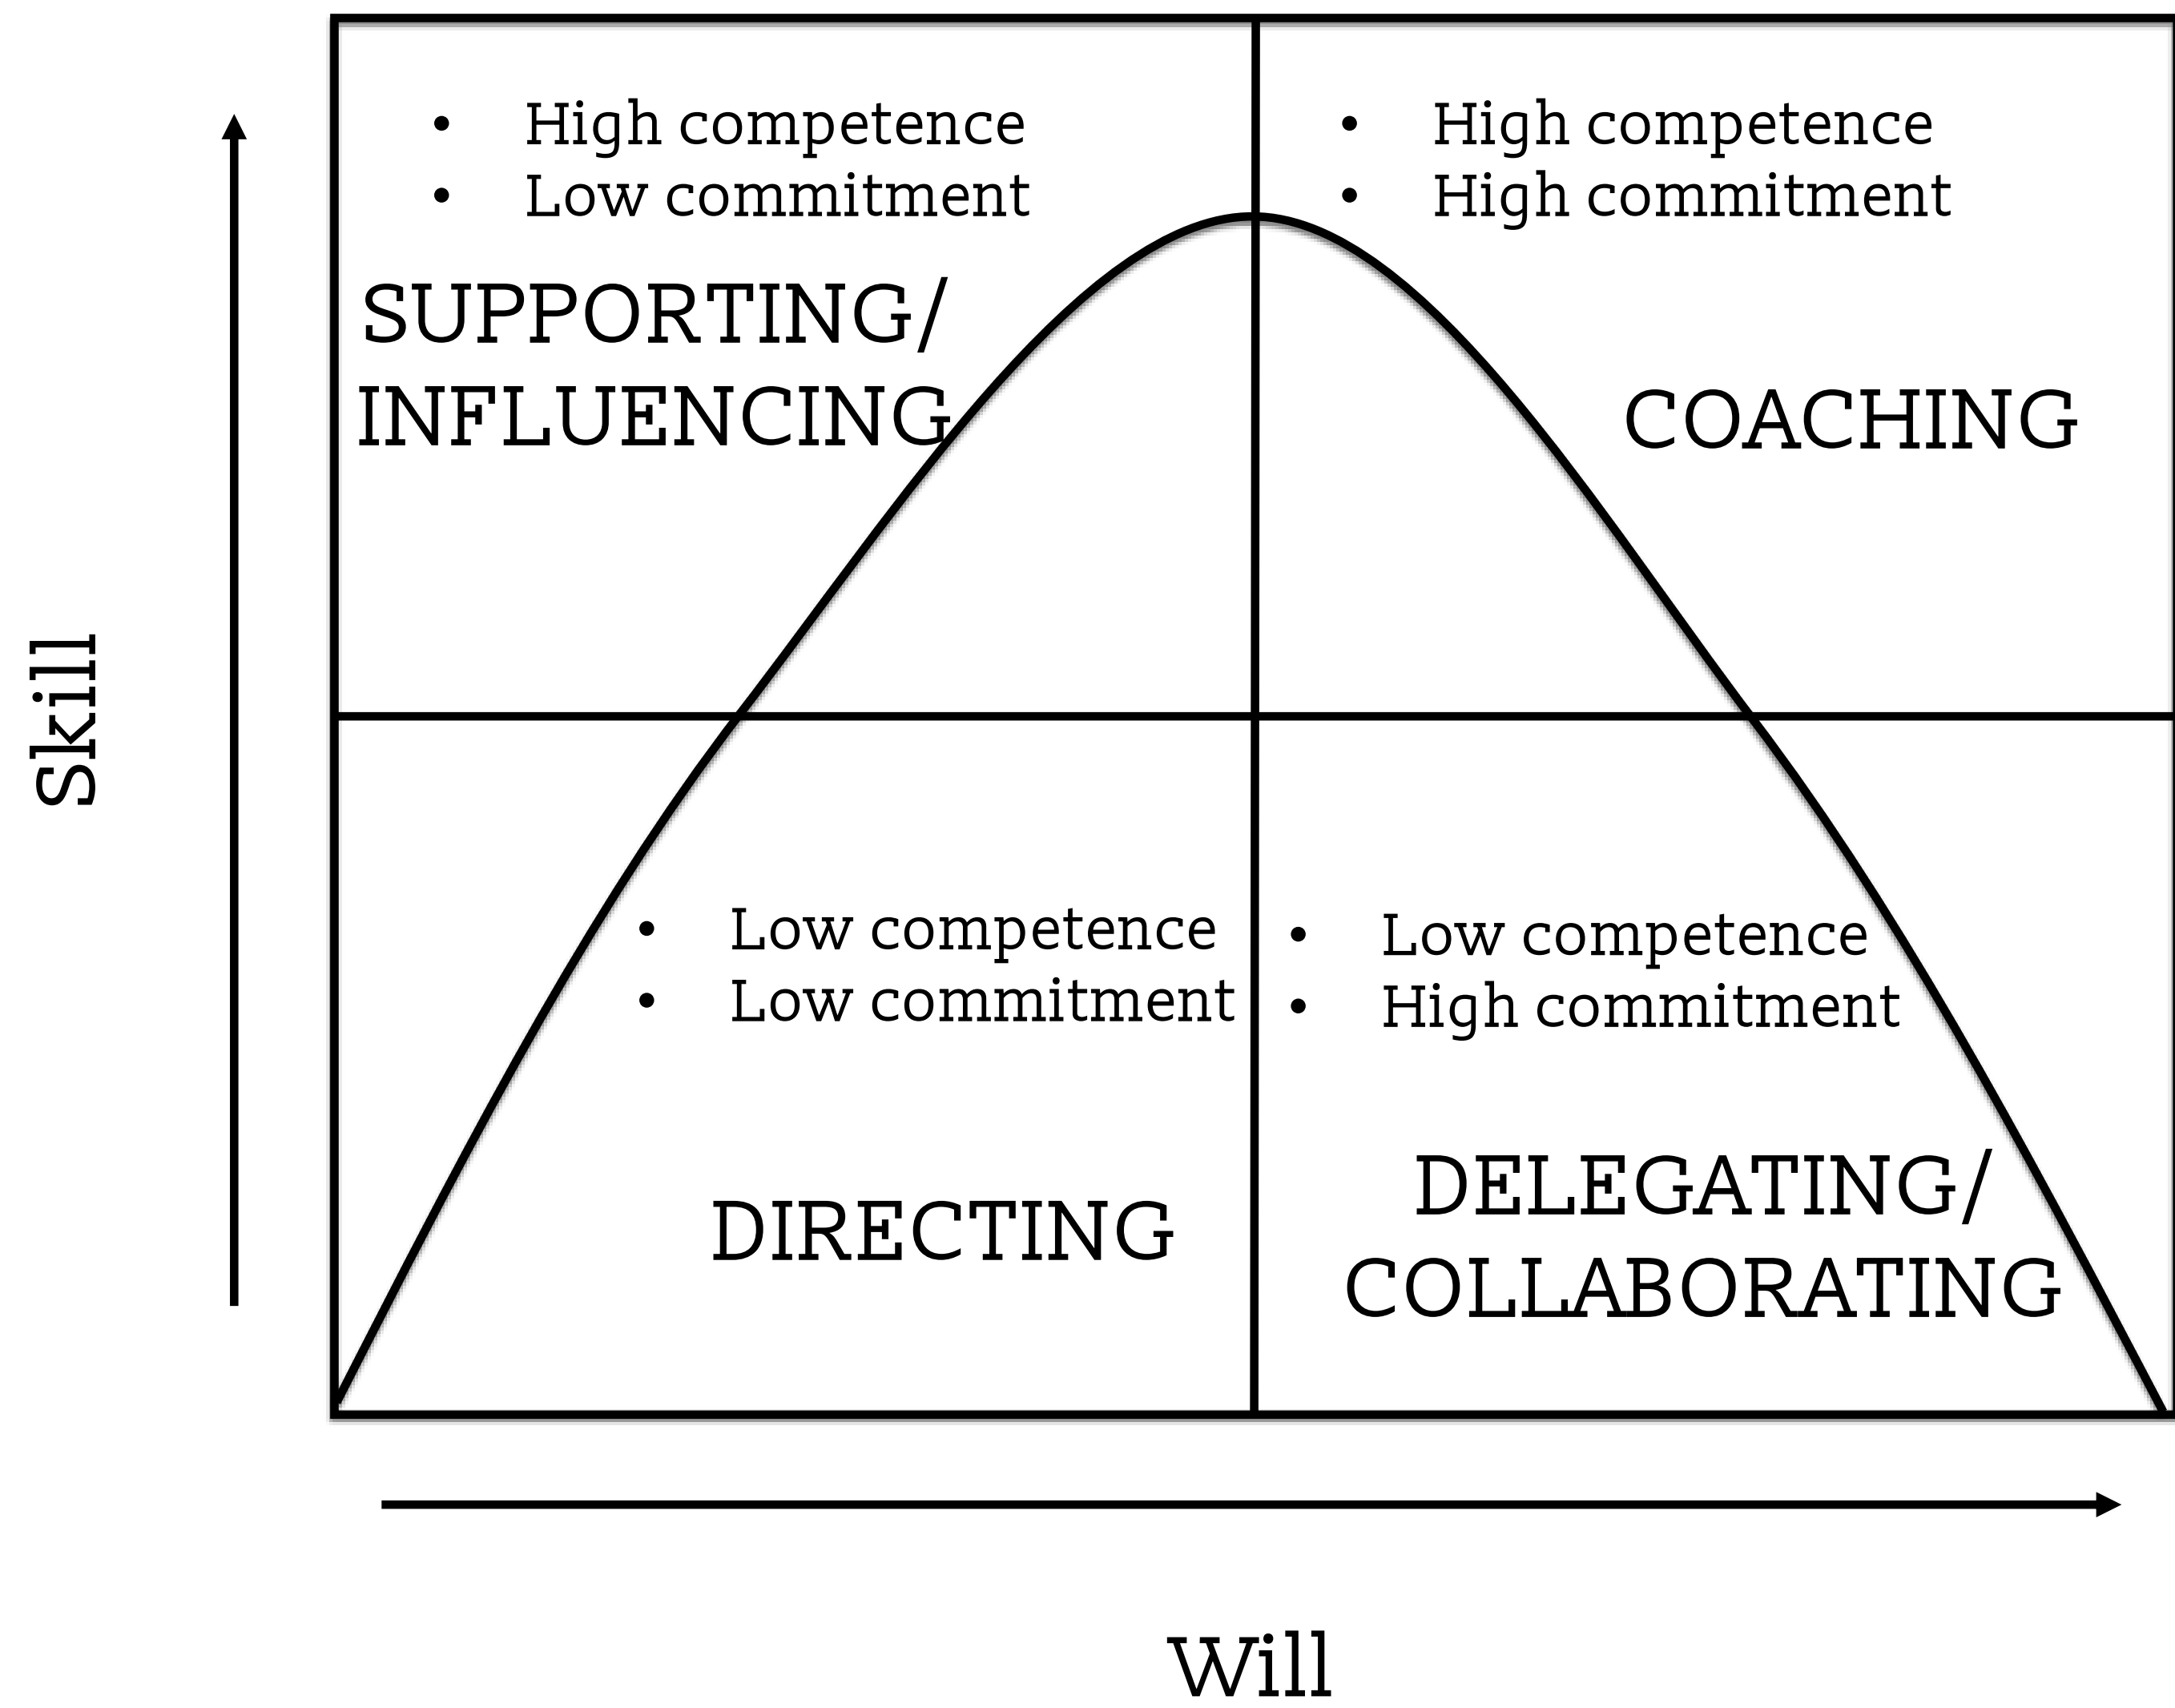 • High competence
• Low commitment
SUPPORTING/
INFLUENCING
• High competence
• High commitment
COACHING
Skill
• Low competence
• Low commitment
DIRECTING
• Low competence
• High commitment
DELEGATING/
COLLABORATING
Will